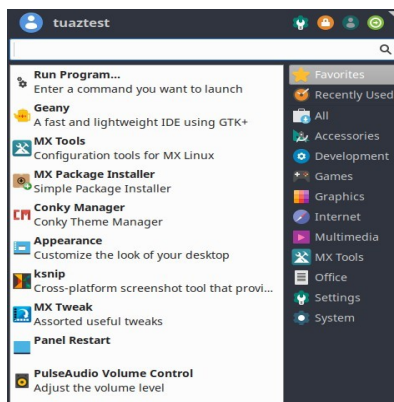 tuaztest
Run Program...
Enter a command you want to launch
Geany
A fast and lightweight IDE using GTK+
MX Tools
Configuration tools for MX Linux
MX Package Installer
Simple Package Installer
Conky Manager
Conky Theme Manager
Appearance
Customize the look of your desktop
ksnip
Cross-platform screenshot tool that provi...
MX Tweak
Assorted useful tweaks
Panel Restart
PulseAudio Volume Control
Adjust the volume level
Favorites
Recently Used
All
Accessories
Development
Games
Graphics
Internet
Multimedia
MX Tools
Office
Settings
System